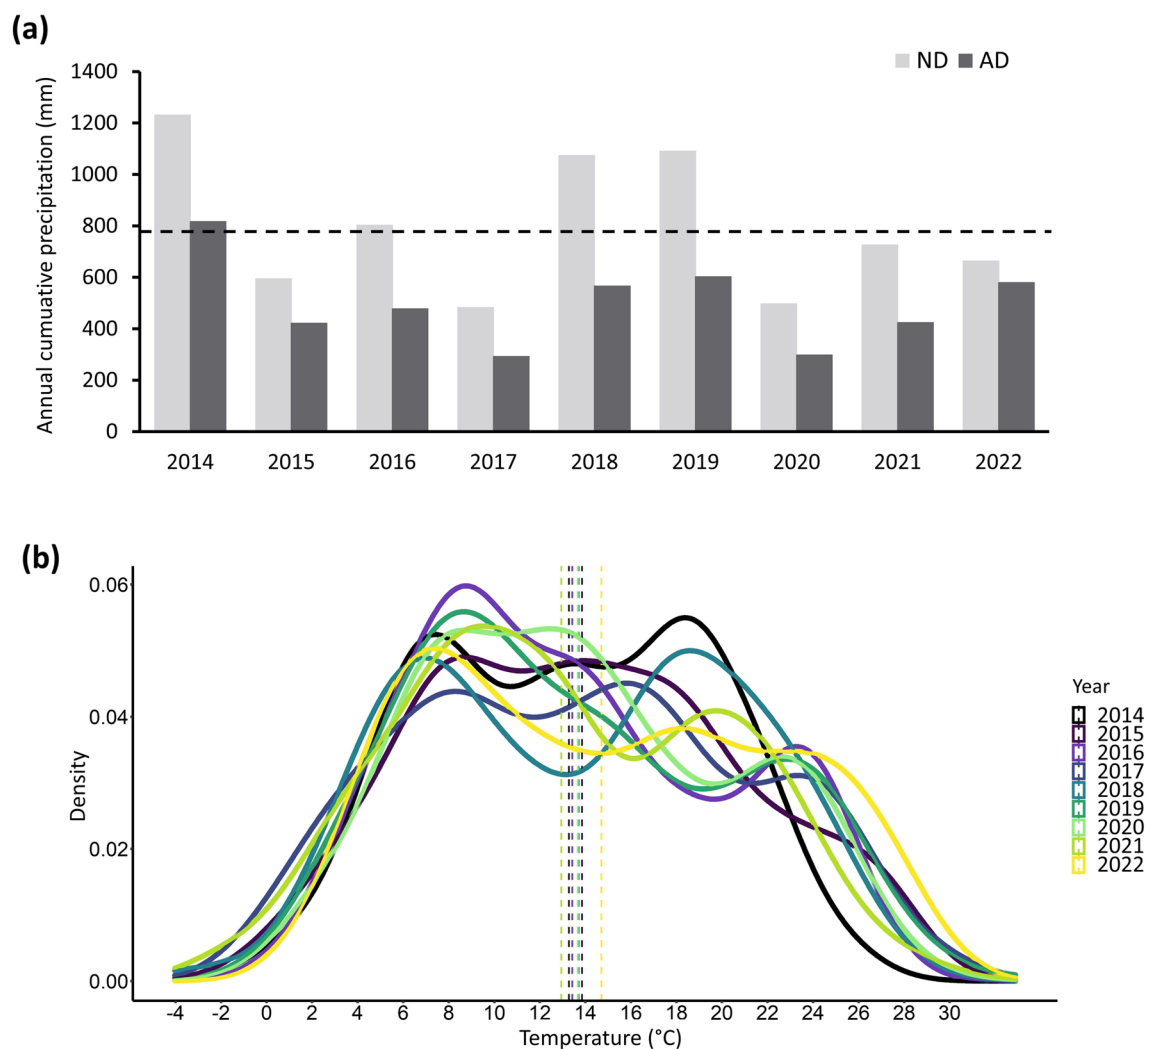 (a)
ND AD
Annual cumuative precipitation (mm)
1400
1200
1000
800
600
400
200
0
2014 2015 2016 2017 2018 2019 2020 2021 2022
(b)
Density
0.06
0.04
0.02
0.00
-4 -2 0 2 4 6 8 10 12 14 16 18 20 22 24 26 28 30
Temperature (°C)
Year
2014
2015
2016
2017
2018
2019
2020
2021
2022